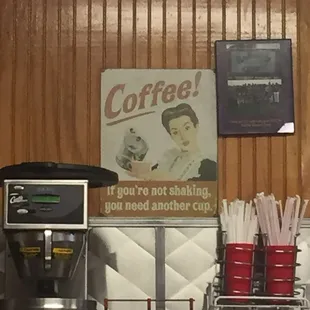 Coffee!
If you're not shaking,
you need another cup.